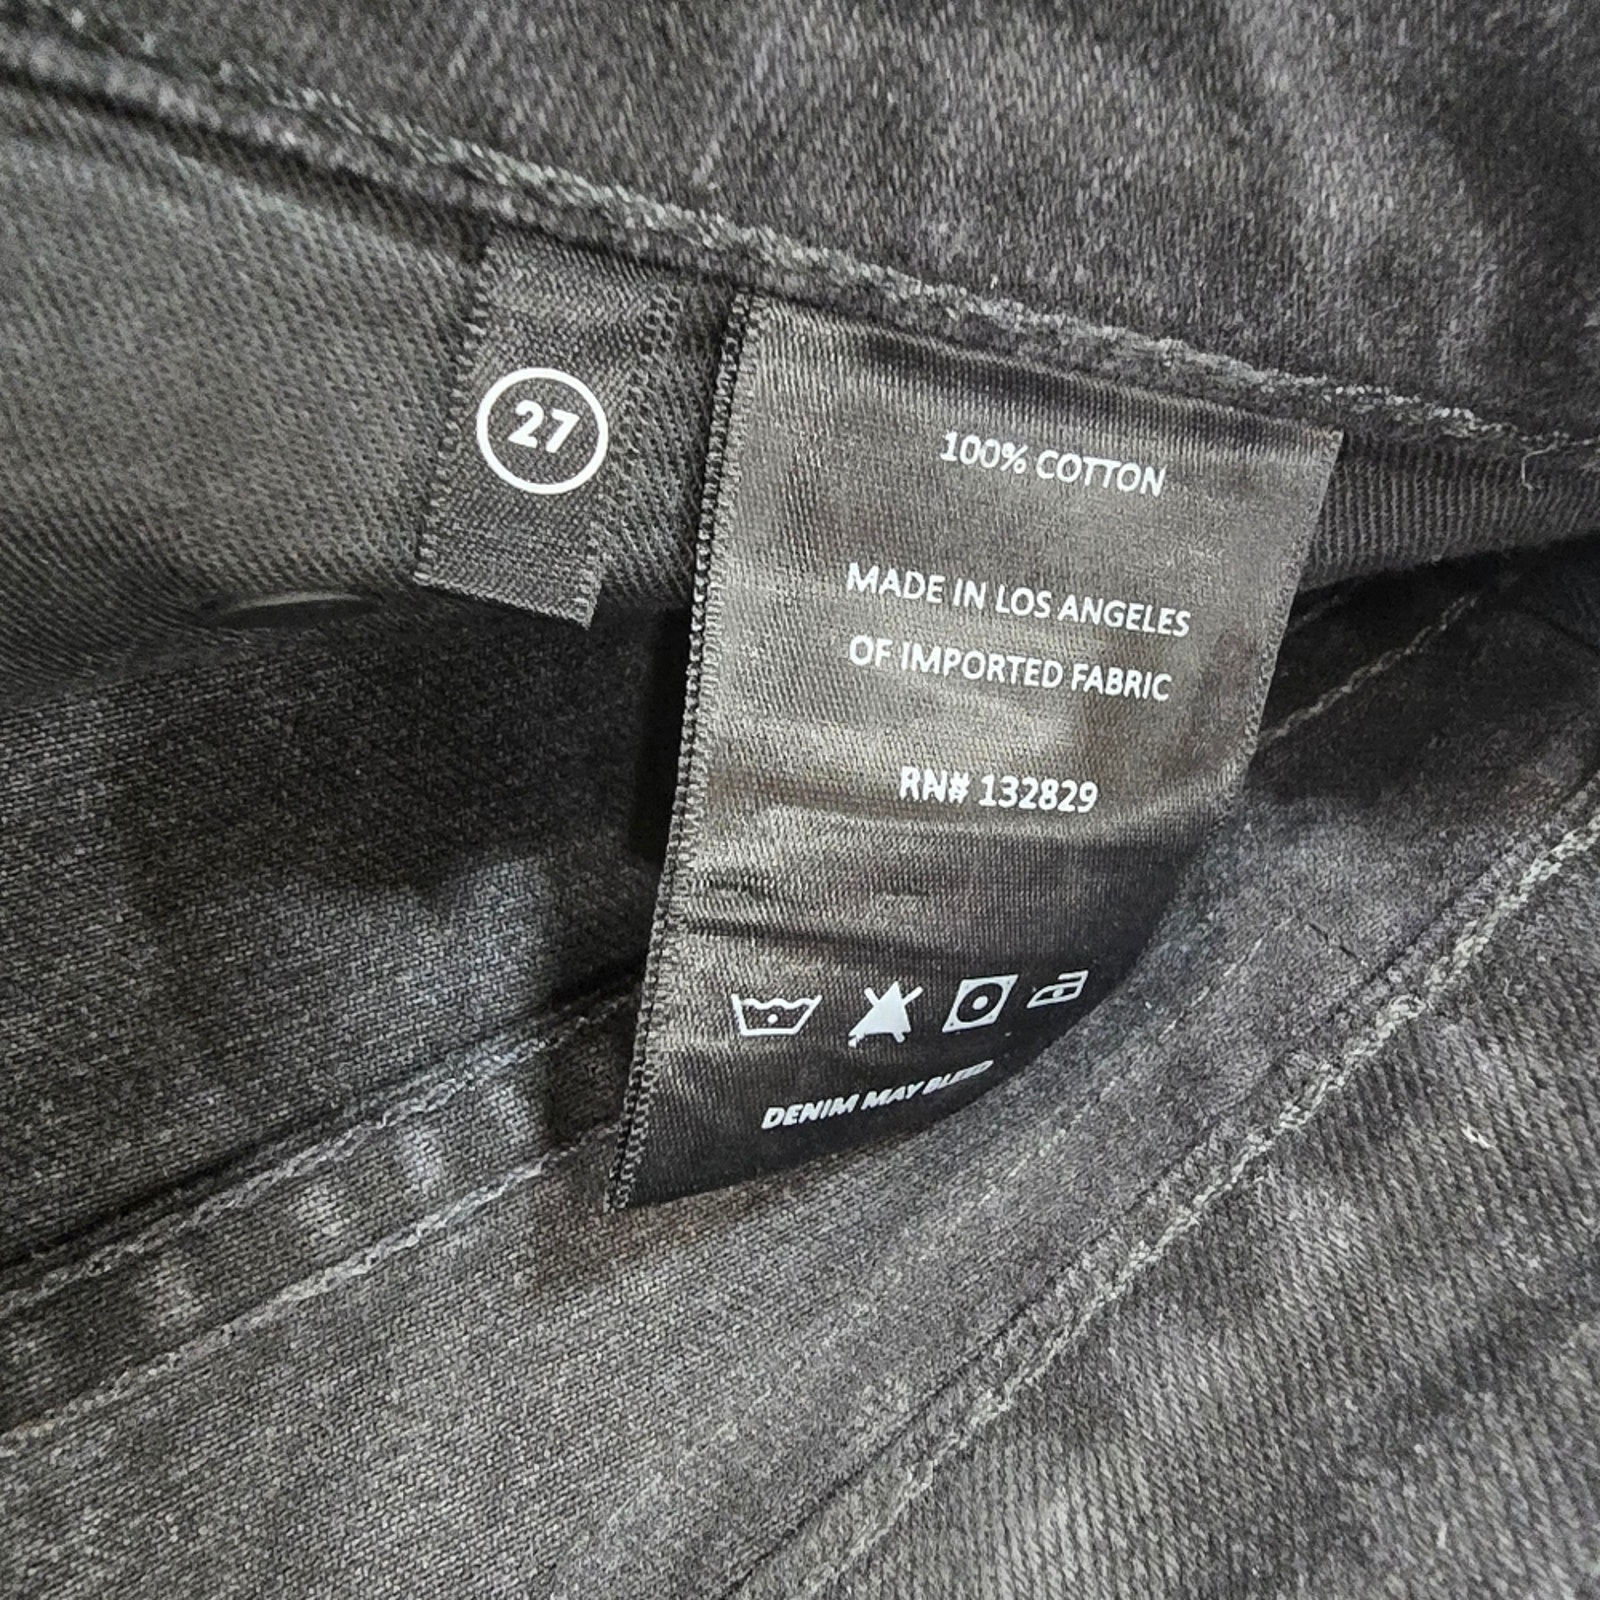 27
100% COTTON
MADE IN LOS ANGELES
OF IMPORTED FABRIC
RN# 132829
DENIM MAY BLEED